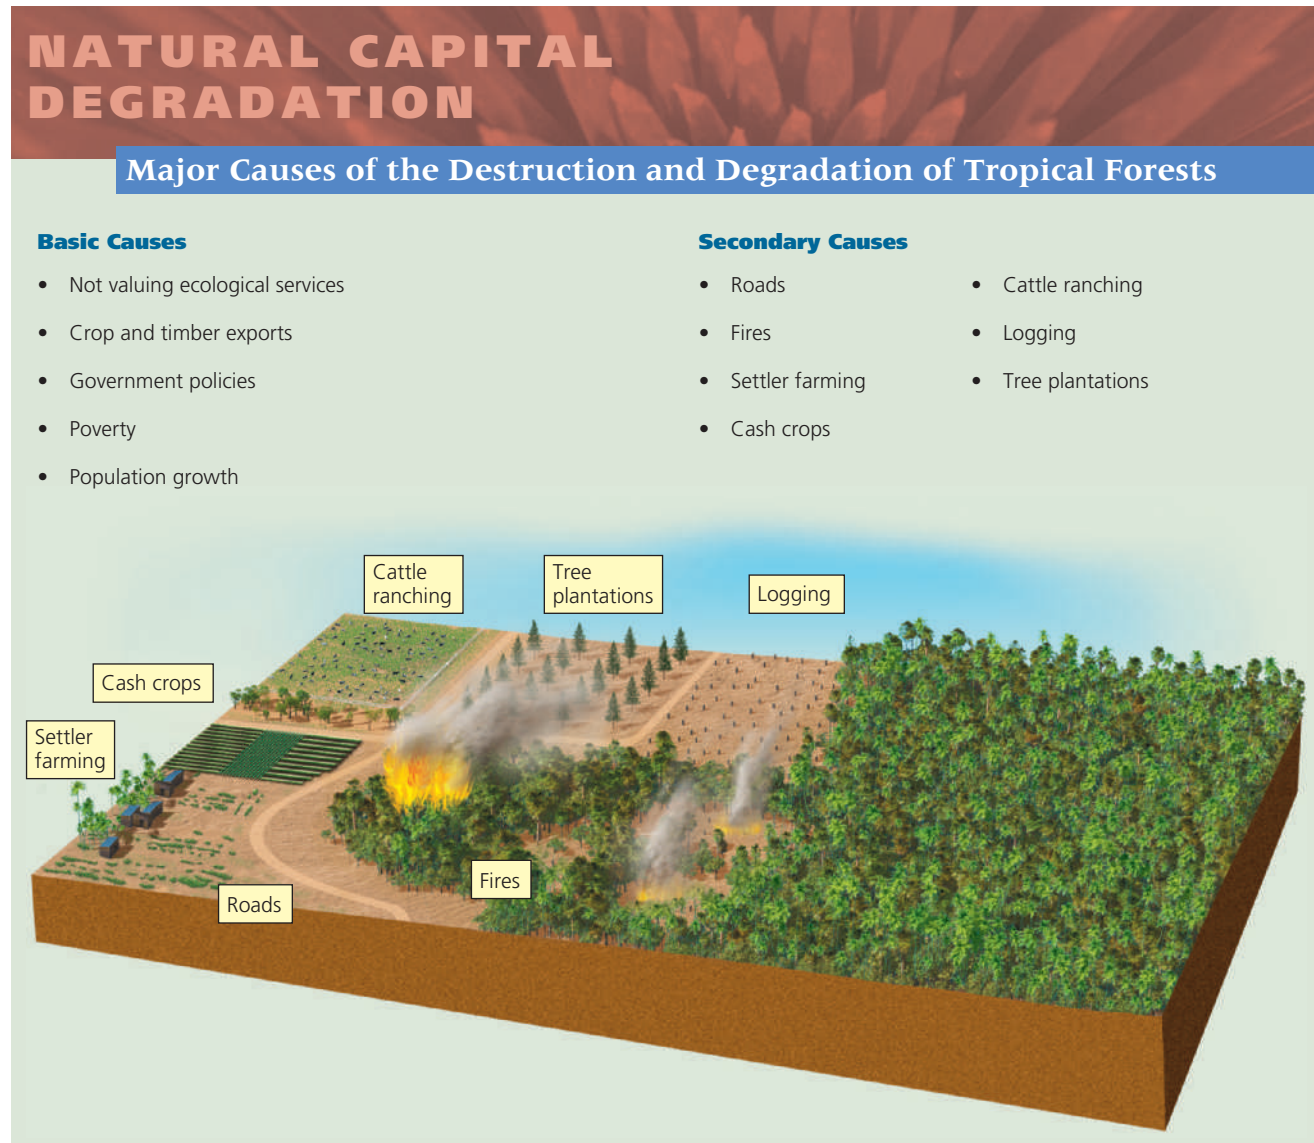 NATURAL CAPITAL
DEGRADATION
Major Causes of the Destruction and Degradation of Tropical Forests
Basic Causes
• Not valuing ecological services
• Crop and timber exports
• Government policies
• Poverty
• Population growth
Secondary Causes
• Roads
• Fires
• Settler farming
• Cash crops
• Cattle ranching
• Logging
• Tree plantations
Cattle
ranching
Tree
plantations
Logging
Cash crops
Settler
farming
Fires
Roads